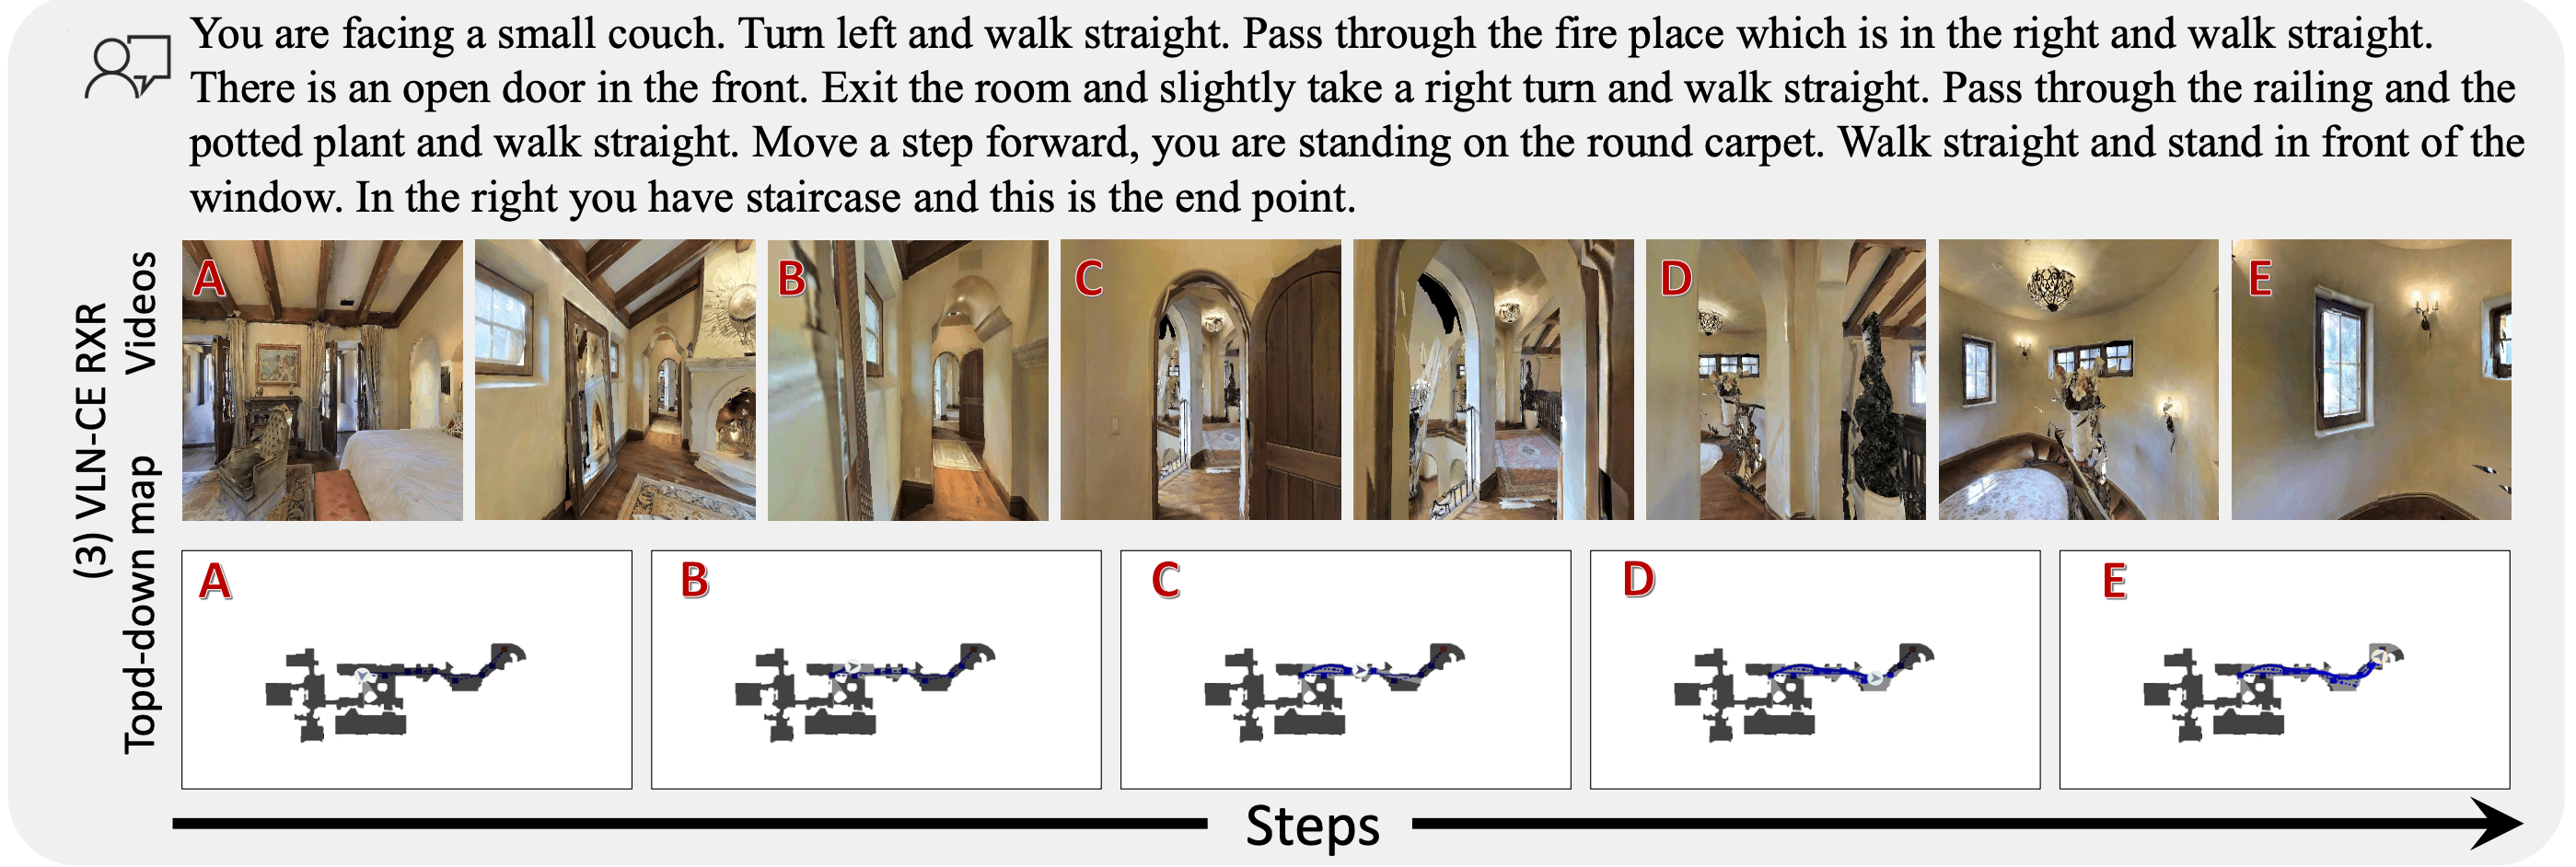 You are facing a small couch. Turn left and walk straight. Pass through the fire place which is in the right and walk straight.
There is an open door in the front. Exit the room and slightly take a right turn and walk straight. Pass through the railing and the
potted plant and walk straight. Move a step forward, you are standing on the round carpet. Walk straight and stand in front of the
window. In the right you have staircase and this is the end point.
(3) VLN-CE RXR
Videos
A
B
C
D
E
Topd-down map
A
B
C
D
E
Steps